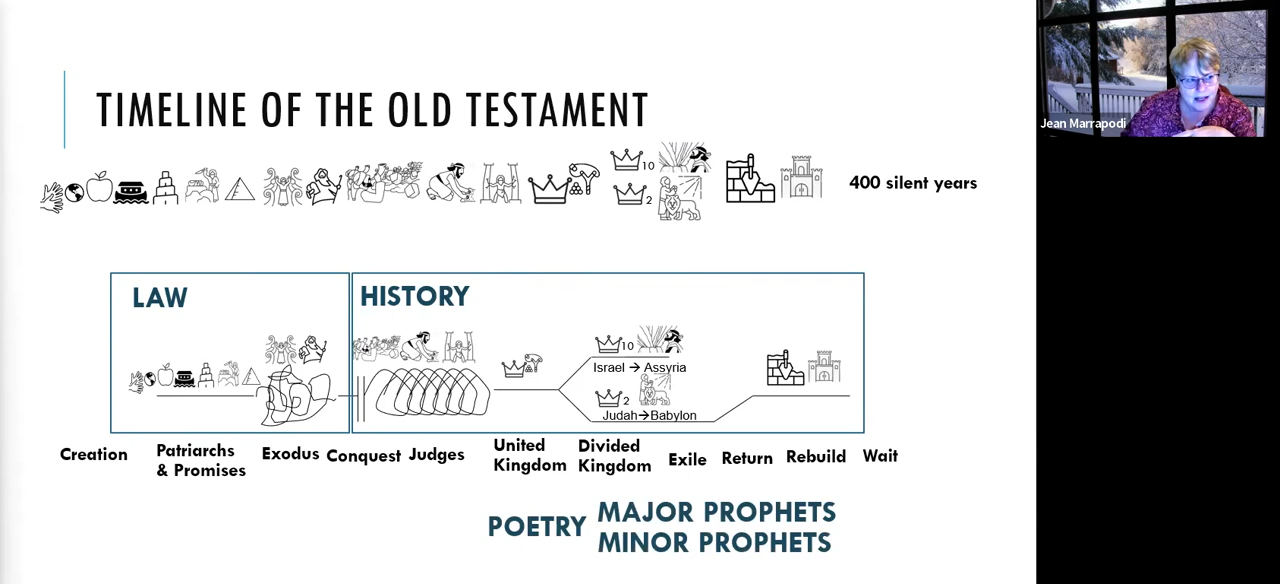 TIMELINE OF THE OLD TESTAMENT
10
2
400 silent years
LAW
HISTORY
10
Israel → Assyria
2
Judah→Babylon
Creation
Patriarchs
& Promises
Exodus
Conquest
Judges
United
Kingdom
Divided
Kingdom
Exile
Return
Rebuild
Wait
POETRY
MAJOR PROPHETS
MINOR PROPHETS
Jean Marrapodi